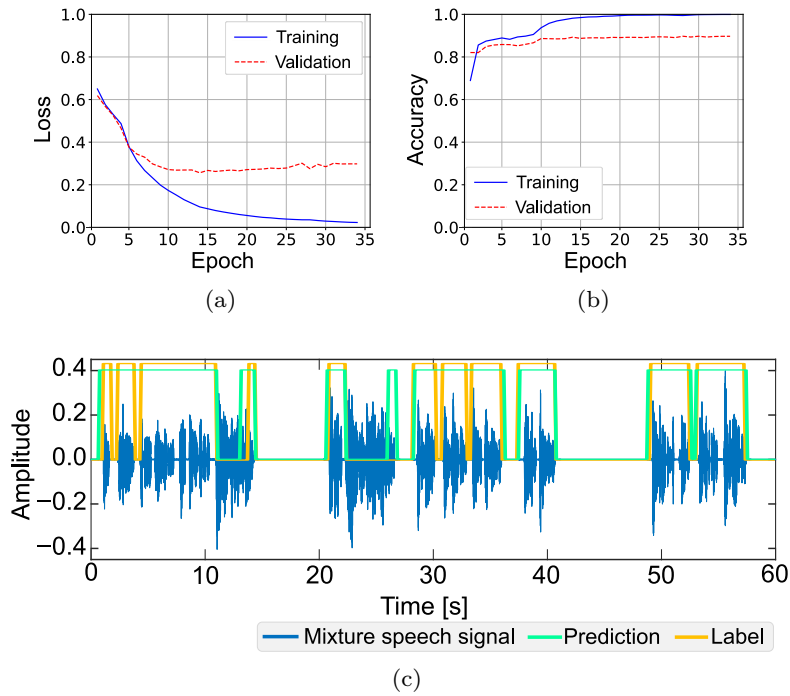 1.0
0.8
0.6
0.4
0.2
0.0
Loss
Training
Validation
0 5 10 15 20 25 30 35
Epoch
(a)
1.0
0.8
0.6
0.4
0.2
0.0
Accuracy
Training
Validation
0 5 10 15 20 25 30 35
Epoch
(b)
0.4
0.2
0.0
−0.2
−0.4
Amplitude
0 10 20 30 40 50 60
Time [s]
Mixture speech signal Prediction Label
(c)